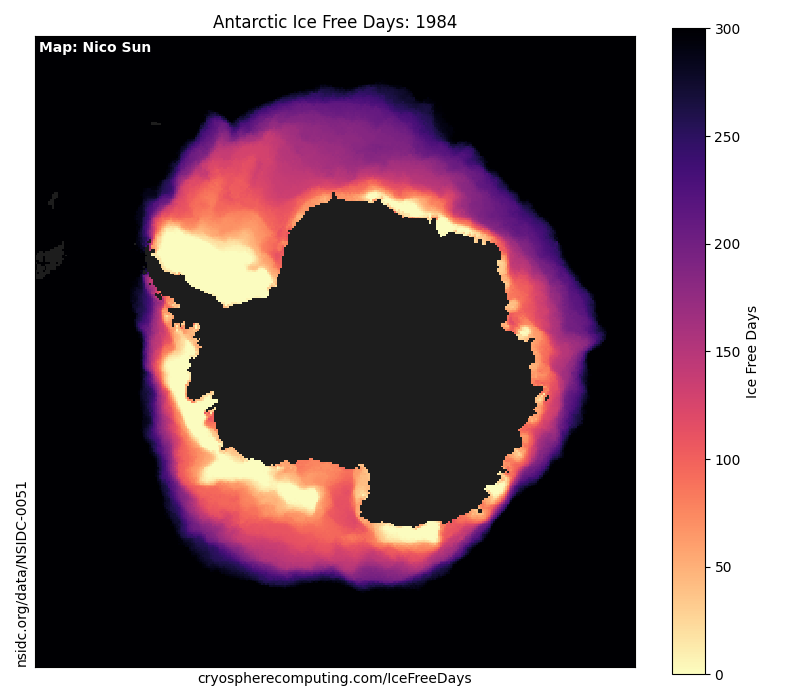 Antarctic Ice Free Days: 1984
Map: Nico Sun
300
250
200
150
100
50
0
Ice Free Days
nsidc.org/data/NSIDC-0051
cryospherecomputing.com/IceFreeDays